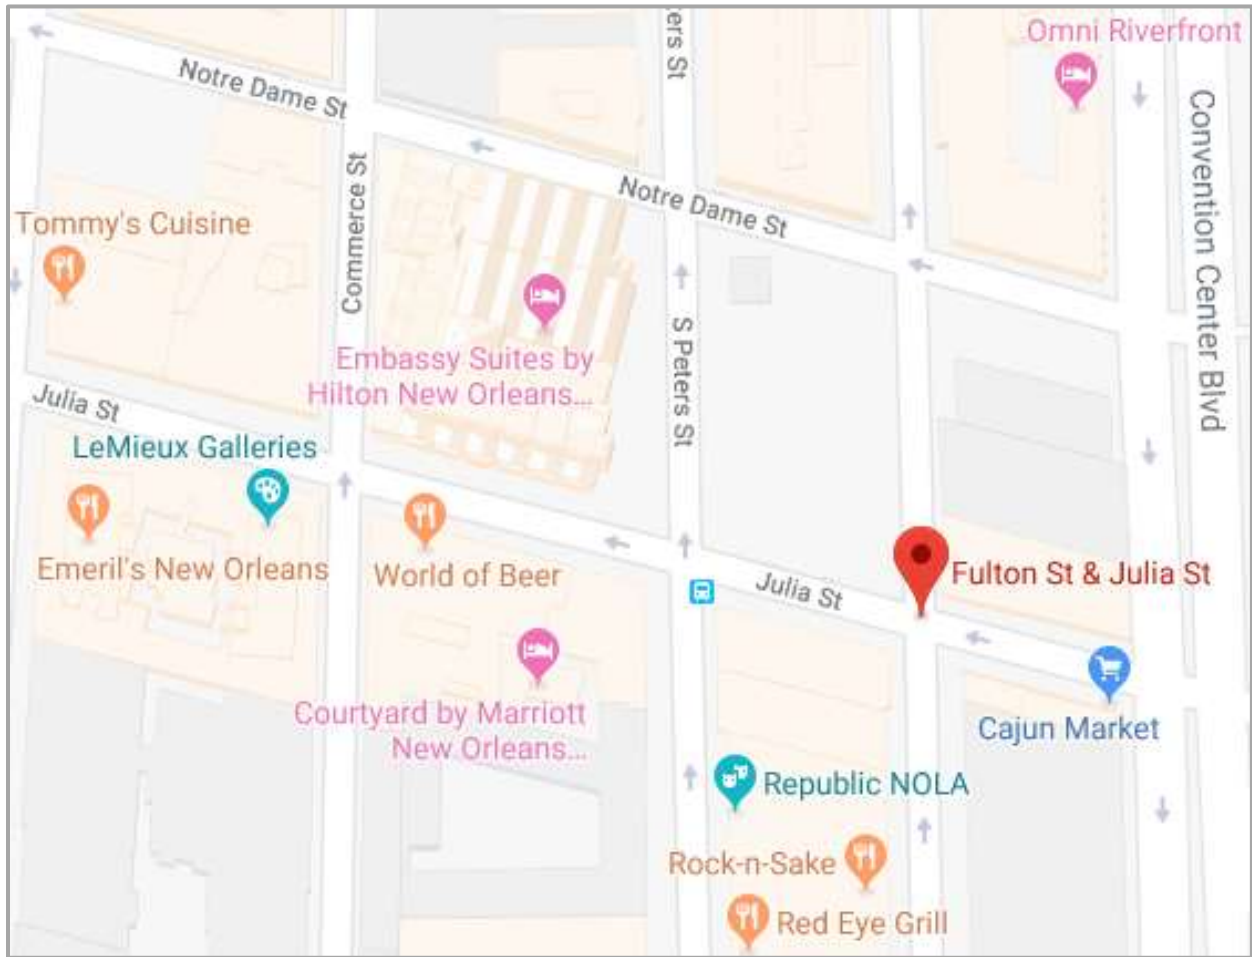 Omni Riverfront
ers St
Notre Dame St
Convention Center Blvd
Commerce St
Notre Dame St
Tommy's Cuisine
S Peters St
Embassy Suites by
Hilton New Orleans...
Julia St
LeMieux Galleries
Emeril's New Orleans
World of Beer
Julia St
Fulton St & Julia St
Courtyard by Marriott
New Orleans...
Cajun Market
Republic NOLA
Rock-n-Sake
Red Eye Grill